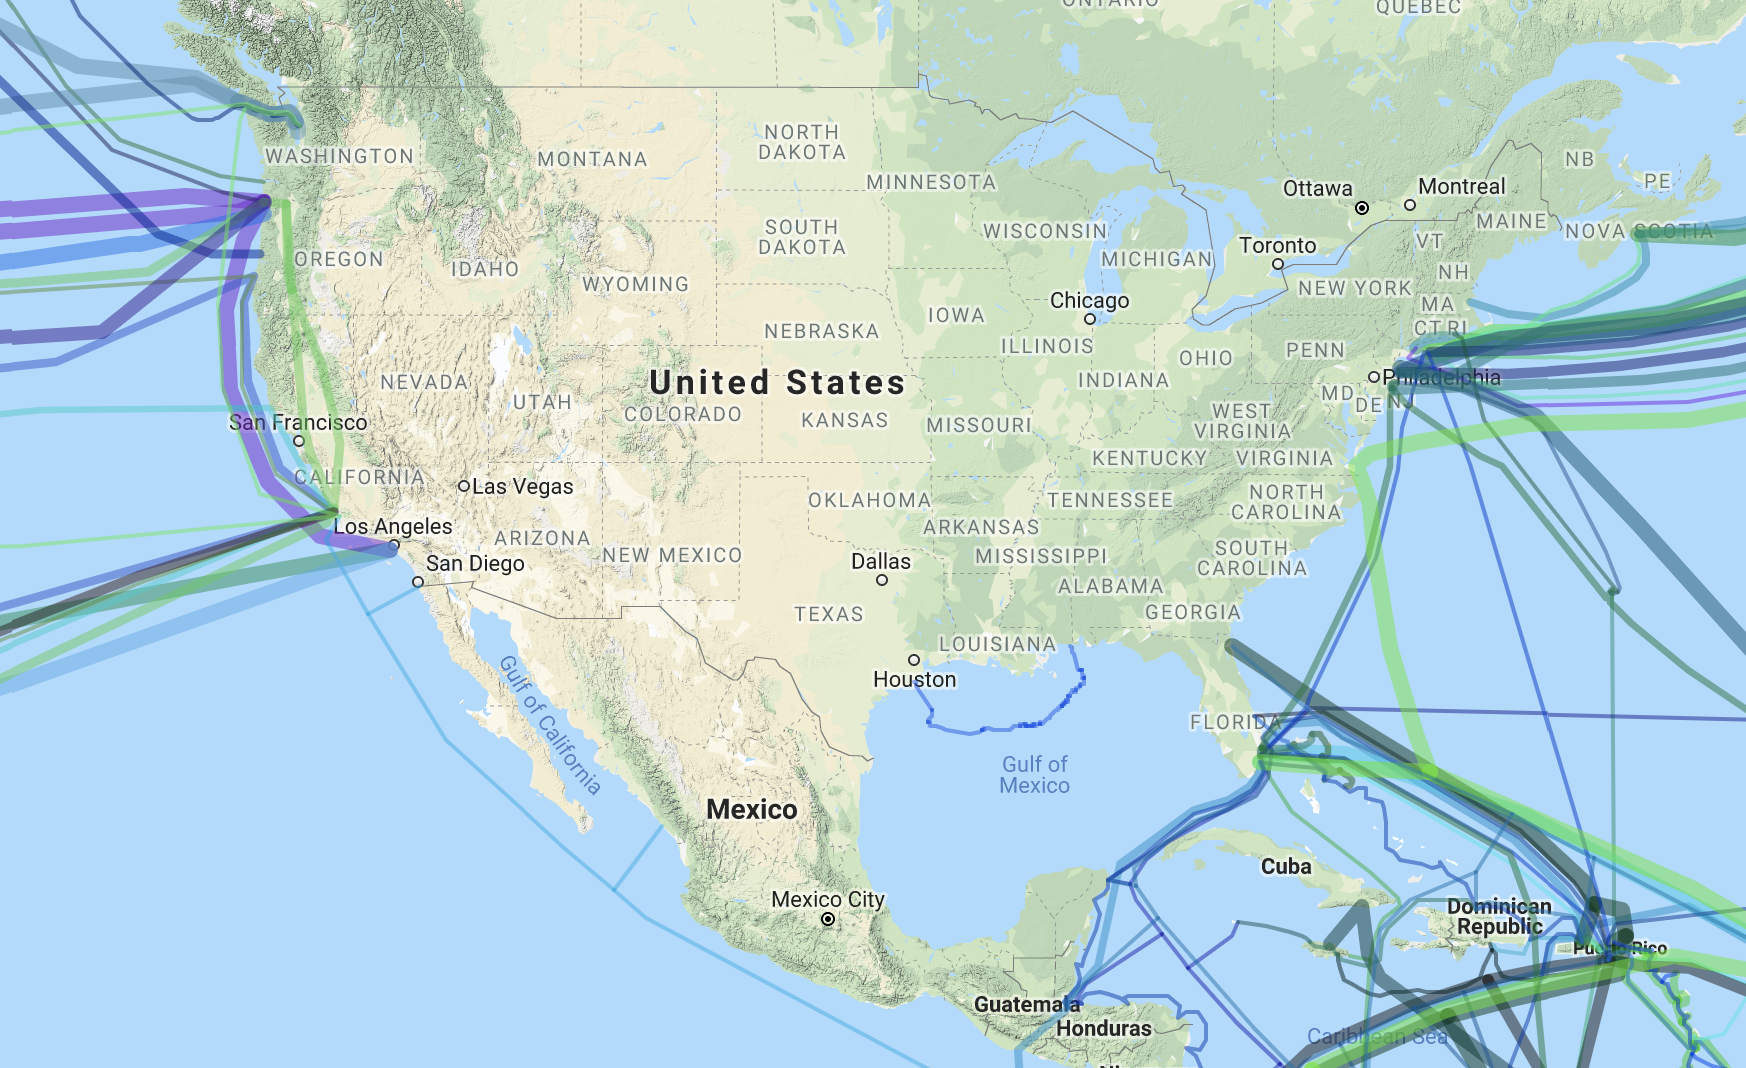 ONTARIO
QUEBEC
WASHINGTON
MONTANA
NORTH
DAKOTA
MINNESOTA
Ottawa
Montreal
NB
PE
MAINE
NOVA SCOTIA
OREGON
IDAHO
SOUTH
DAKOTA
WISCONSIN
MICHIGAN
Toronto
VT
NH
WYOMING
NEW YORK
MA
Chicago
IOWA
CT RI
NEBRASKA
ILLINOIS
OHIO
PENN
NEVADA
UTAH
United States
COLORADO
INDIANA
Philadelphia
MD
DE
NJ
San Francisco
KANSAS
MISSOURI
WEST
VIRGINIA
CALIFORNIA
KENTUCKY
VIRGINIA
Las Vegas
OKLAHOMA
TENNESSEE
NORTH
CAROLINA
Los Angeles
ARIZONA
NEW MEXICO
ARKANSAS
MISSISSIPPI
SOUTH
CAROLINA
San Diego
Dallas
ALABAMA
TEXAS
GEORGIA
LOUISIANA
Houston
Gulf of California
FLORIDA
Gulf of
Mexico
Mexico
Cuba
Mexico City
Dominican
Republic
Puerto Rico
Guatemala
Honduras
Caribbean Sea